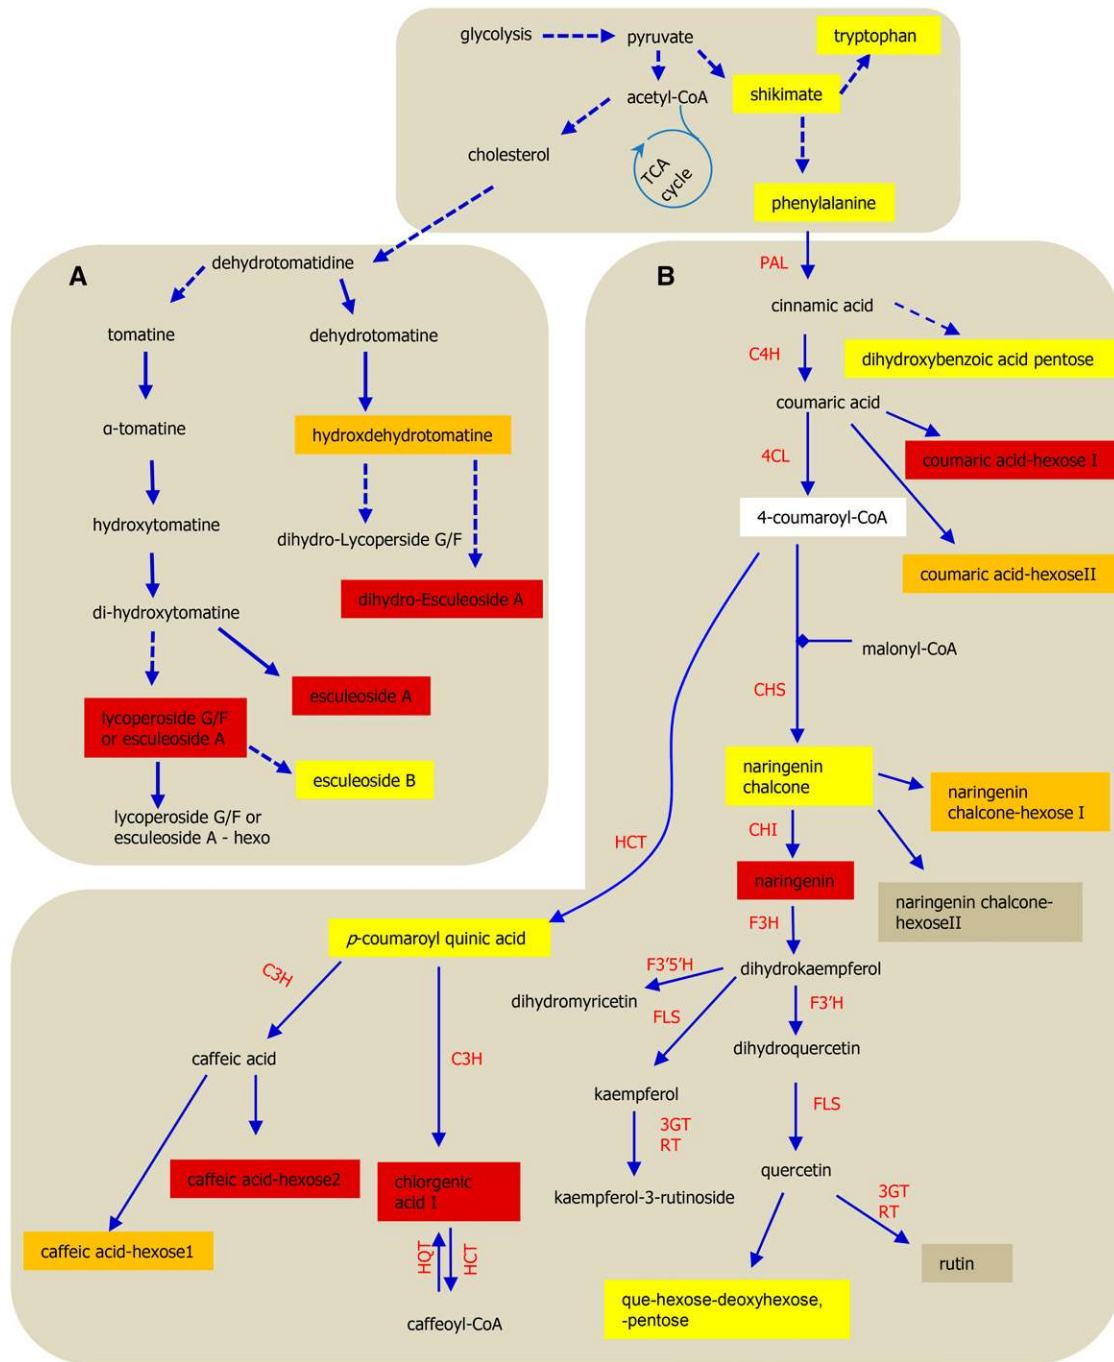 glycolysis
pyruvate
tryptophan
acetyl-CoA
shikimate
cholesterol
TCA
cycle
phenylalanine
A
dehydrotomatidine
tomatine
dehydrotomatine
α-tomatine
hydroxdehydrotomatine
hydroxytomatine
dihydro-Lycoperside G/F
di-hydroxytomatine
dihydro-Esculeoside A
esculeoside A
lycoperoside G/F
or esculeoside A
esculeoside B
lycoperoside G/F or
esculeoside A - hexo
B
PAL
cinnamic acid
C4H
dihydroxybenzoic acid pentose
coumaric acid
4CL
coumaric acid-hexose I
4-coumaroyl-CoA
coumaric acid-hexoseII
malonyl-CoA
CHS
naringenin
chalcone
naringenin
chalcone-hexose I
HCT
CHI
naringenin
naringenin chalcone-
hexoseII
F3H
p-coumaroyl quinic acid
C3H
F3'5'H
dihydrokaempferol
dihydromyricetin
FLS
F3'H
caffeic acid
C3H
dihydroquercetin
kaempferol
FLS
3GT
RT
quercetin
caffeic acid-hexose2
chlorgenic
acid I
kaempferol-3-rutinoside
3GT
RT
caffeic acid-hexose1
HQT
HCT
rutin
que-hexose-deoxyhexose,
-pentose
caffeoyl-CoA